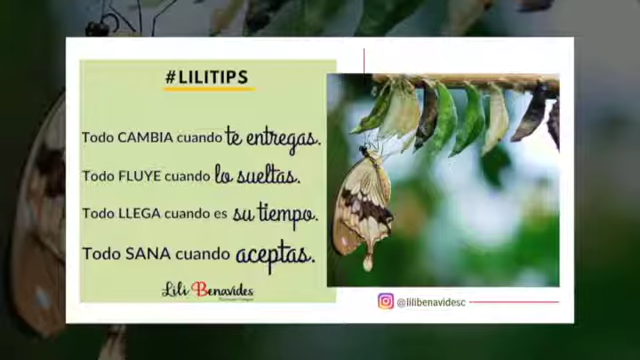 #LILITIPS
Todo CAMBIA cuando te entregas.
Todo FLUYE cuando lo sueltas.
Todo LLEGA cuando es su tiempo.
Todo SANA cuando aceptas.
Lili Benavides
@lilibenavidesc